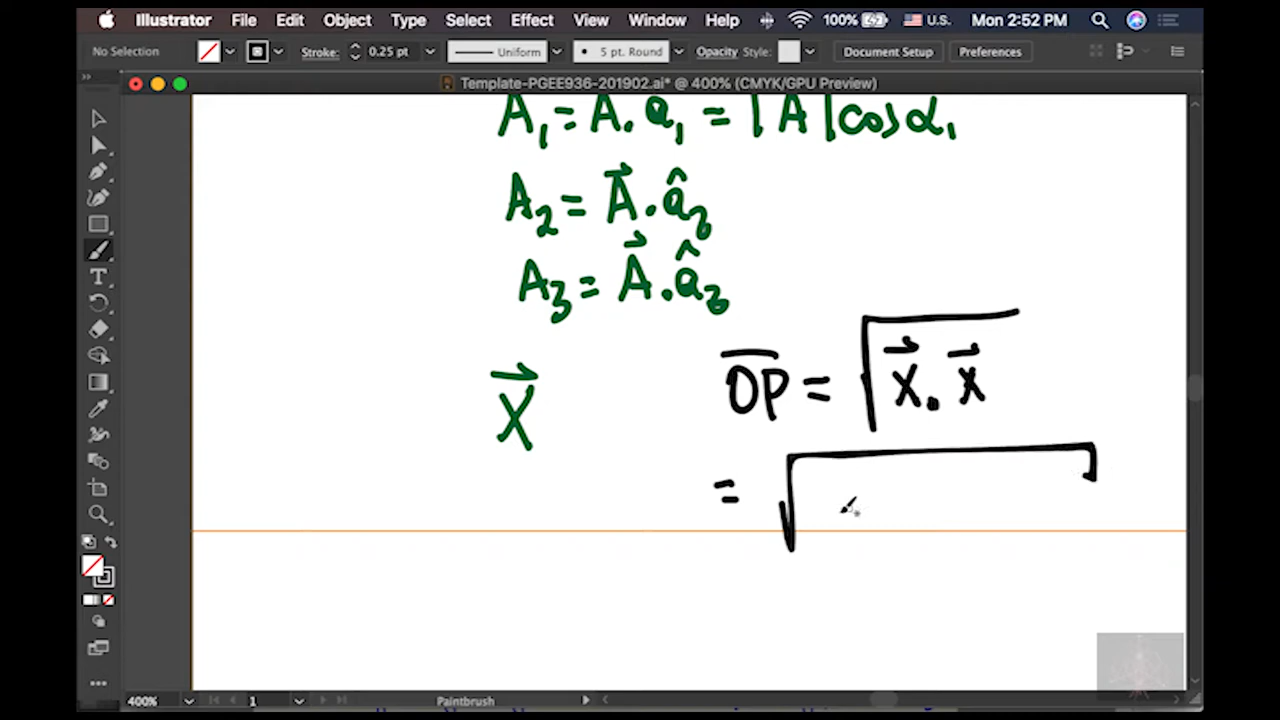 Illustrator File Edit Object Type Select Effect View Window Help 100% U.S. Mon 2:52 PM
No Selection Stroke: 0.25 pt Uniform 5 pt. Round Opacity Style: Document Setup Preferences
Template-PGEE936-201902.ai* @ 400% (CMYK/GPU Preview)
A₁ = A . a₁ = |A| cos α₁
A₂ = A⃗ . â₂
A₃ = A⃗ . â₃
X⃗
O̅P̅ = √X⃗ . X⃗
= √
400% 1 Paintbrush